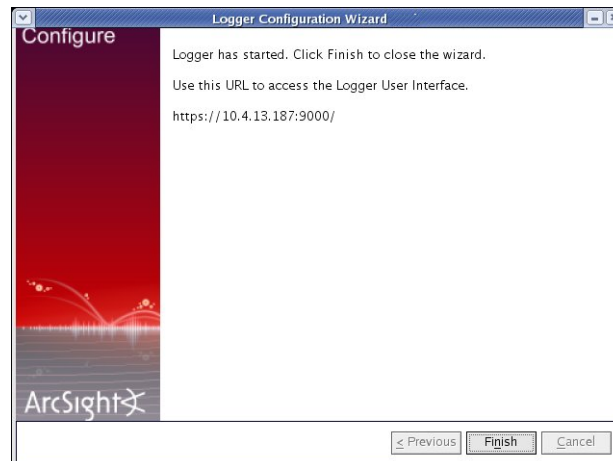 Logger Configuration Wizard
Configure
Logger has started. Click Finish to close the wizard.
Use this URL to access the Logger User Interface.
https://10.4.13.187:9000/
ArcSight
< Previous
Finish
Cancel